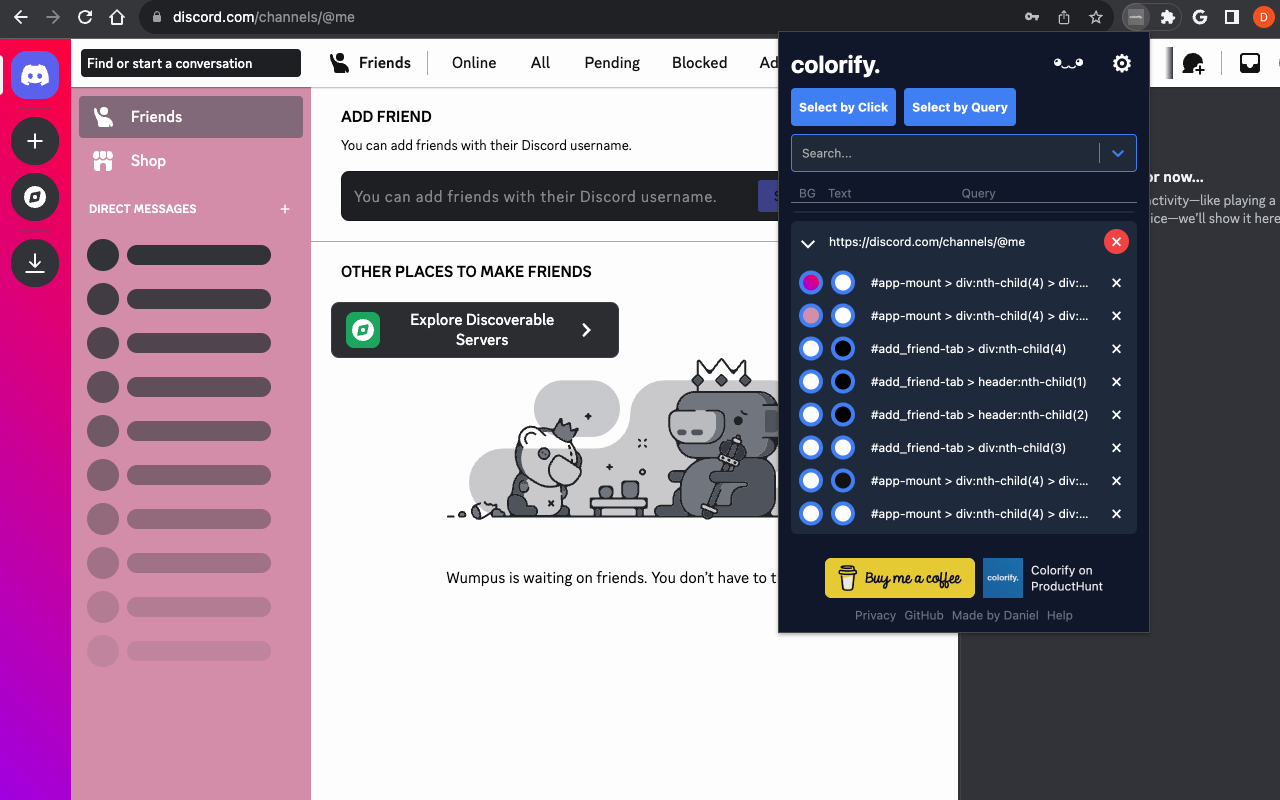 discord.com/channels/@me
D
Find or start a conversation
Friends
Online
All
Pending
Blocked
Ad
Friends
Shop
DIRECT MESSAGES
+
ADD FRIEND
You can add friends with their Discord username.
You can add friends with their Discord username.
S
OTHER PLACES TO MAKE FRIENDS
Explore Discoverable
Servers
Wumpus is waiting on friends. You don't have to t
colorify.
Select by Click
Select by Query
Search...
BG
Text
Query
https://discord.com/channels/@me
#app-mount > div:nth-child(4) > div:...
#app-mount > div:nth-child(4) > div:...
#add_friend-tab > div:nth-child(4)
#add_friend-tab > header:nth-child(1)
#add_friend-tab > header:nth-child(2)
#add_friend-tab > div:nth-child(3)
#app-mount > div:nth-child(4) > div:...
#app-mount > div:nth-child(4) > div:...
Buy me a coffee
colorify.
Colorify on
ProductHunt
Privacy GitHub Made by Daniel Help
or now...
activity—like playing a
ice—we'll show it here